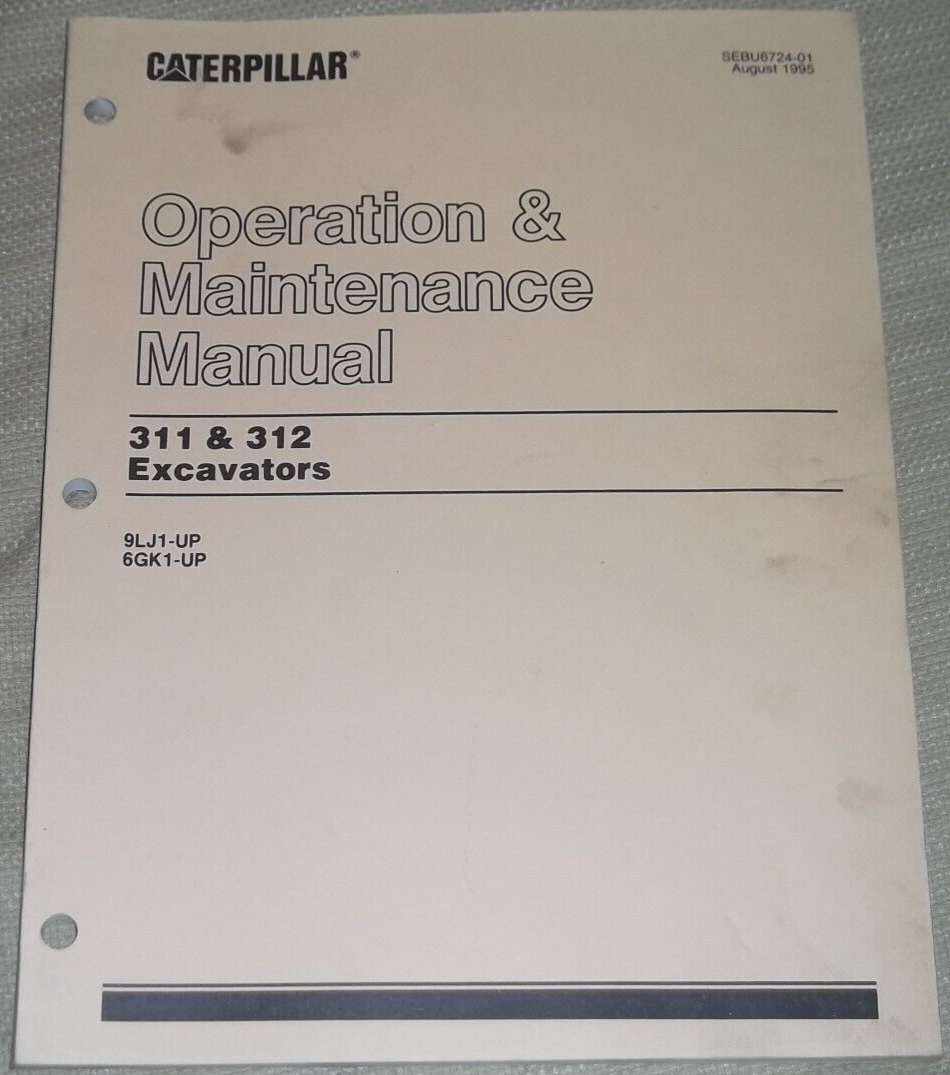 CATERPILLAR®
SEBU6724-01
August 1995
Operation &
Maintenance
Manual
311 & 312
Excavators
9LJ1-UP
6GK1-UP